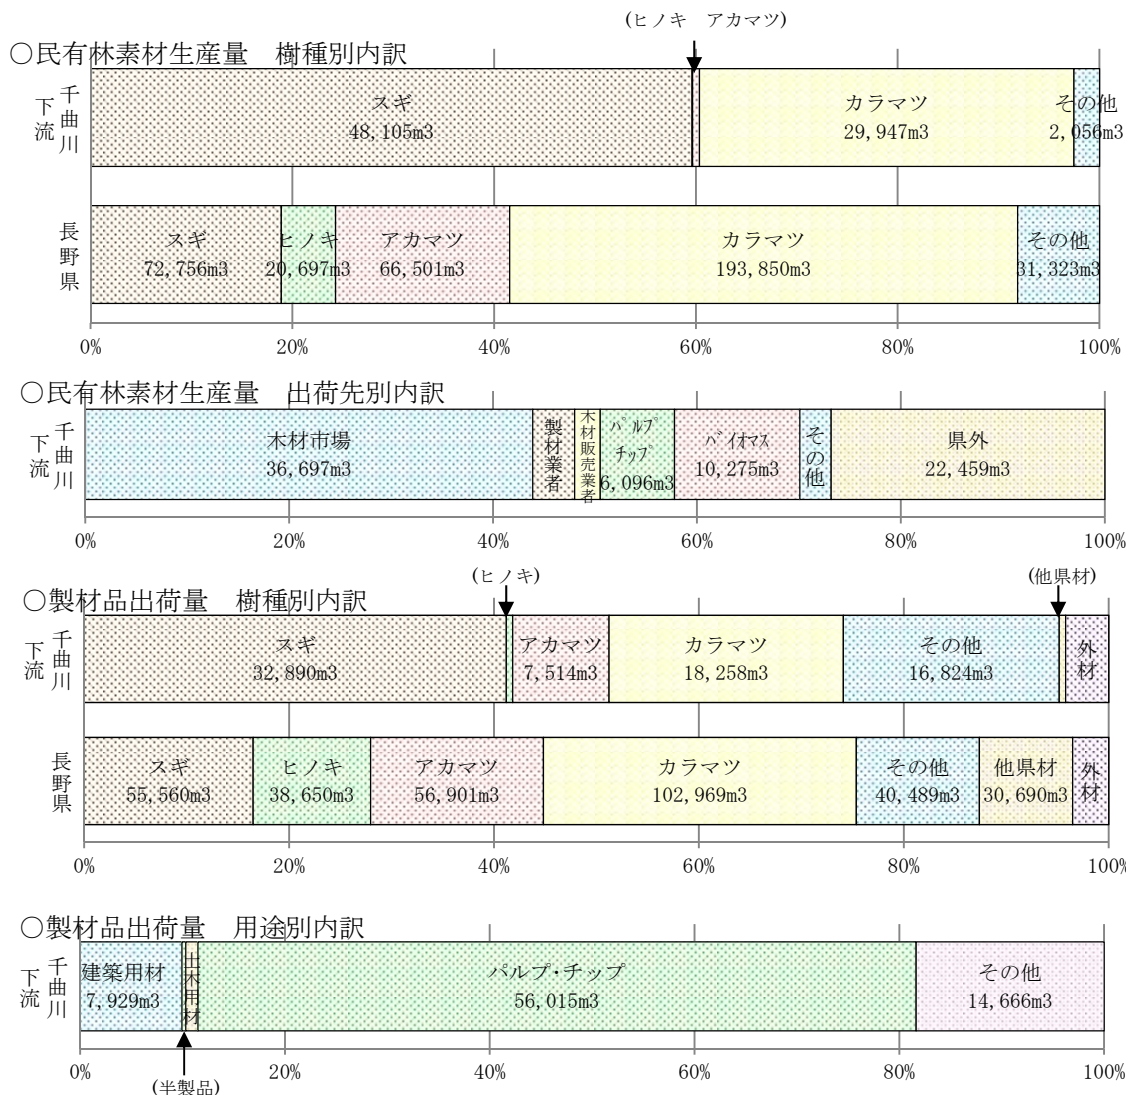 (ヒノキ　アカマツ)
○民有林素材生産量　樹種別内訳
千曲川
下流
スギ
48,105m3
カラマツ
29,947m3
その他
2,056m3
長野県
スギ
72,756m3
ヒノキ
20,697m3
アカマツ
66,501m3
カラマツ
193,850m3
その他
31,323m3
0% 20% 40% 60% 80% 100%
○民有林素材生産量　出荷先別内訳
千曲川
下流
木材市場
36,697m3
製材業者
木材販売業者
パルプ
チップ
6,096m3
バイオマス
10,275m3
その他
県外
22,459m3
0% 20% 40% 60% 80% 100%
(ヒノキ)
(他県材)
○製材品出荷量　樹種別内訳
千曲川
下流
スギ
32,890m3
アカマツ
7,514m3
カラマツ
18,258m3
その他
16,824m3
外材
長野県
スギ
55,560m3
ヒノキ
38,650m3
アカマツ
56,901m3
カラマツ
102,969m3
その他
40,489m3
他県材
30,690m3
外材
0% 20% 40% 60% 80% 100%
○製材品出荷量　用途別内訳
千曲川
下流
建築用材
7,929m3
土木用材
パルプ･チップ
56,015m3
その他
14,666m3
0% 20% 40% 60% 80% 100%
(半製品)